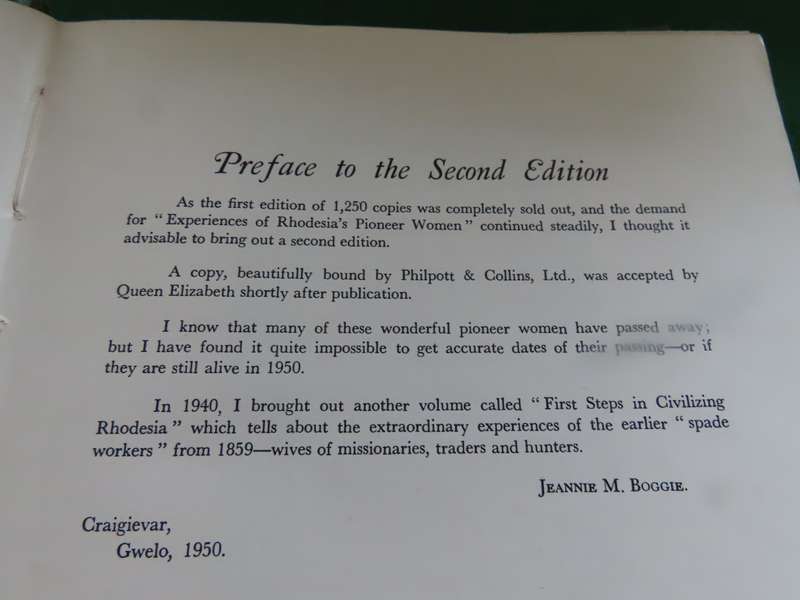 Preface to the Second Edition
As the first edition of 1,250 copies was completely sold out, and the demand
for “Experiences of Rhodesia's Pioneer Women” continued steadily, I thought it
advisable to bring out a second edition.
A copy, beautifully bound by Philpott & Collins, Ltd., was accepted by
Queen Elizabeth shortly after publication.
I know that many of these wonderful pioneer women have passed away;
but I have found it quite impossible to get accurate dates of their passing—or if
they are still alive in 1950.
In 1940, I brought out another volume called “First Steps in Civilizing
Rhodesia” which tells about the extraordinary experiences of the earlier “spade
workers” from 1859—wives of missionaries, traders and hunters.
Jeannie M. Boggie.
Craigievar,
Gwelo, 1950.